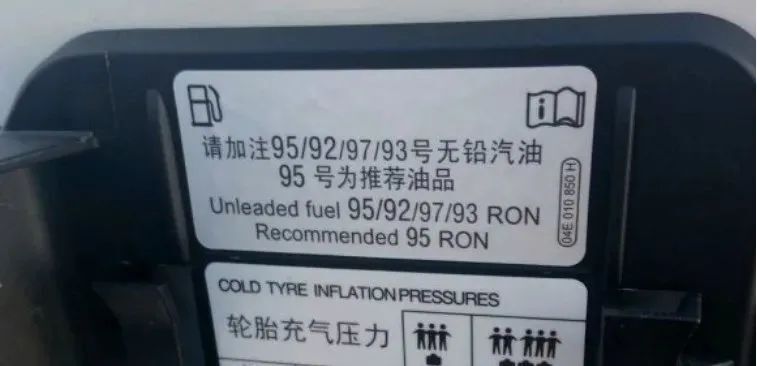 请加注95/92/97/93号无铅汽油
95 号为推荐油品
Unleaded fuel 95/92/97/93 RON
Recommended 95 RON
04E 010 850 H
COLD TYRE INFLATION PRESSURES
轮胎充气压力